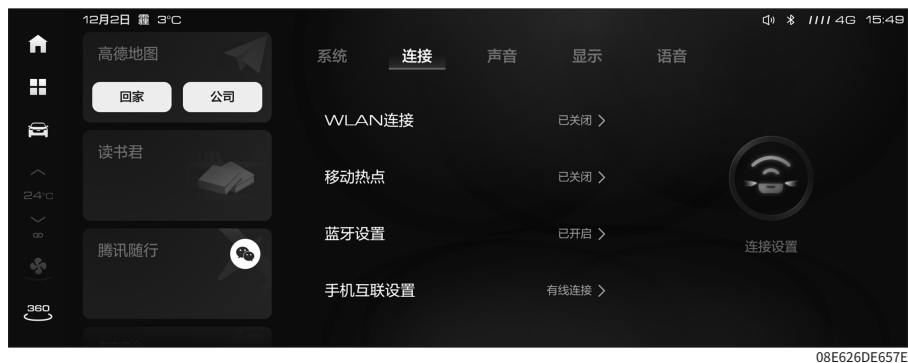 12月2日 霾 3°C
4G 15:49
高德地图
回家
公司
读书君
腾讯随行
24°C
360
系统
连接
声音
显示
语音
WLAN连接
已关闭
移动热点
已关闭
蓝牙设置
已开启
手机互联设置
有线连接
连接设置
08E626DE657E